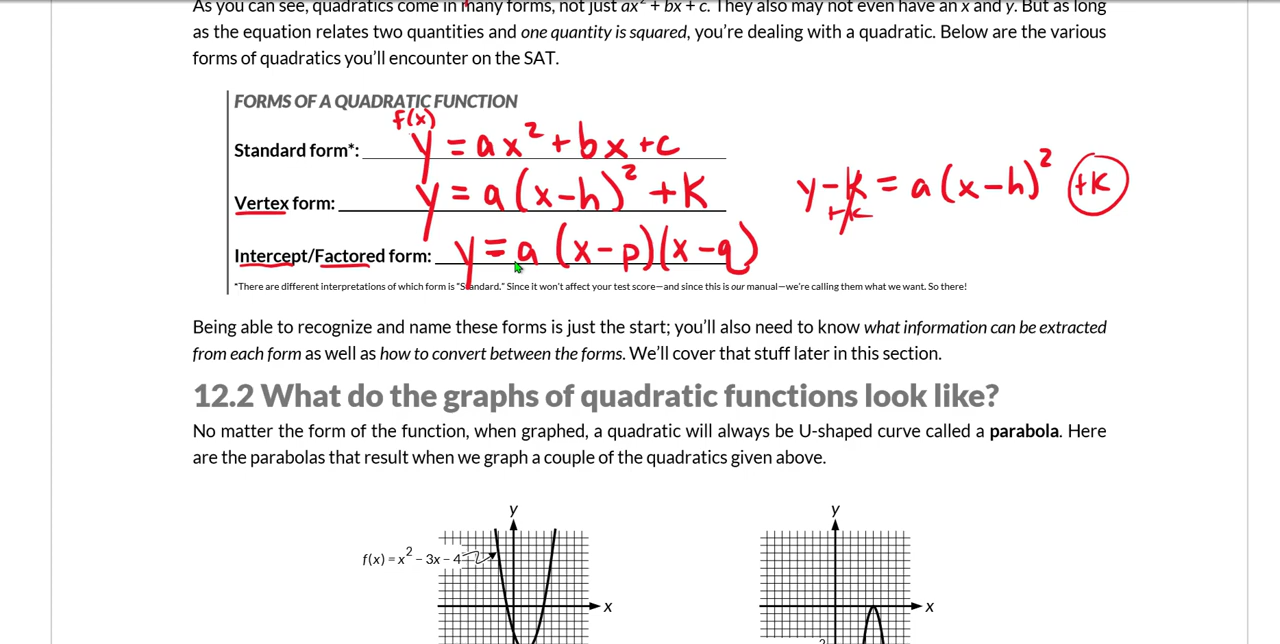 As you can see, quadratics come in many forms, not just ax² + bx + c. They also may not even have an x and y. But as long
as the equation relates two quantities and one quantity is squared, you're dealing with a quadratic. Below are the various
forms of quadratics you'll encounter on the SAT.
FORMS OF A QUADRATIC FUNCTION
f(x)
Standard form*: y = ax² + bx + c
Vertex form: y = a(x-h)² + k
y - k = a(x-h)² +k
+k
Intercept/Factored form: y = a (x-p)(x-q)
*There are different interpretations of which form is "Standard." Since it won't affect your test score—and since this is our manual—we're calling them what we want. So there!
Being able to recognize and name these forms is just the start; you'll also need to know what information can be extracted
from each form as well as how to convert between the forms. We'll cover that stuff later in this section.
12.2 What do the graphs of quadratic functions look like?
No matter the form of the function, when graphed, a quadratic will always be U-shaped curve called a parabola. Here
are the parabolas that result when we graph a couple of the quadratics given above.
y
y
f(x) = x² – 3x – 4
x
x